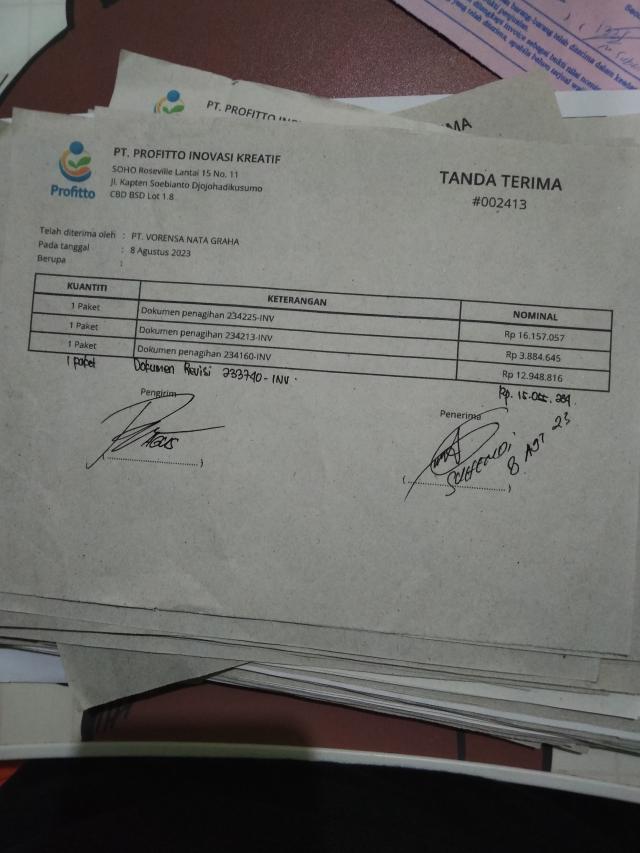 PT. PROFITTO
Profitto
PT. PROFITTO INOVASI KREATIF
SOHO Roseville Lantai 15 No. 11
Jl. Kapten Soebianto Djojohadikusumo
CBD BSD Lot 1.8
TANDA TERIMA
#002413
Telah diterima oleh : PT. VORENSA NATA GRAHA
Pada tanggal : 8 Agustus 2023
Berupa :
KUANTITI KETERANGAN NOMINAL
1 Paket Dokumen penagihan 234225-INV Rp 16.157.057
1 Paket Dokumen penagihan 234213-INV Rp 3.884.645
1 Paket Dokumen penagihan 234160-INV Rp 12.948.816
1 paket Dokumen Revisi 233740-INV. Rp.
Pengirim
AGUS
(....................)
Penerima
8 AGT 23
(....................)